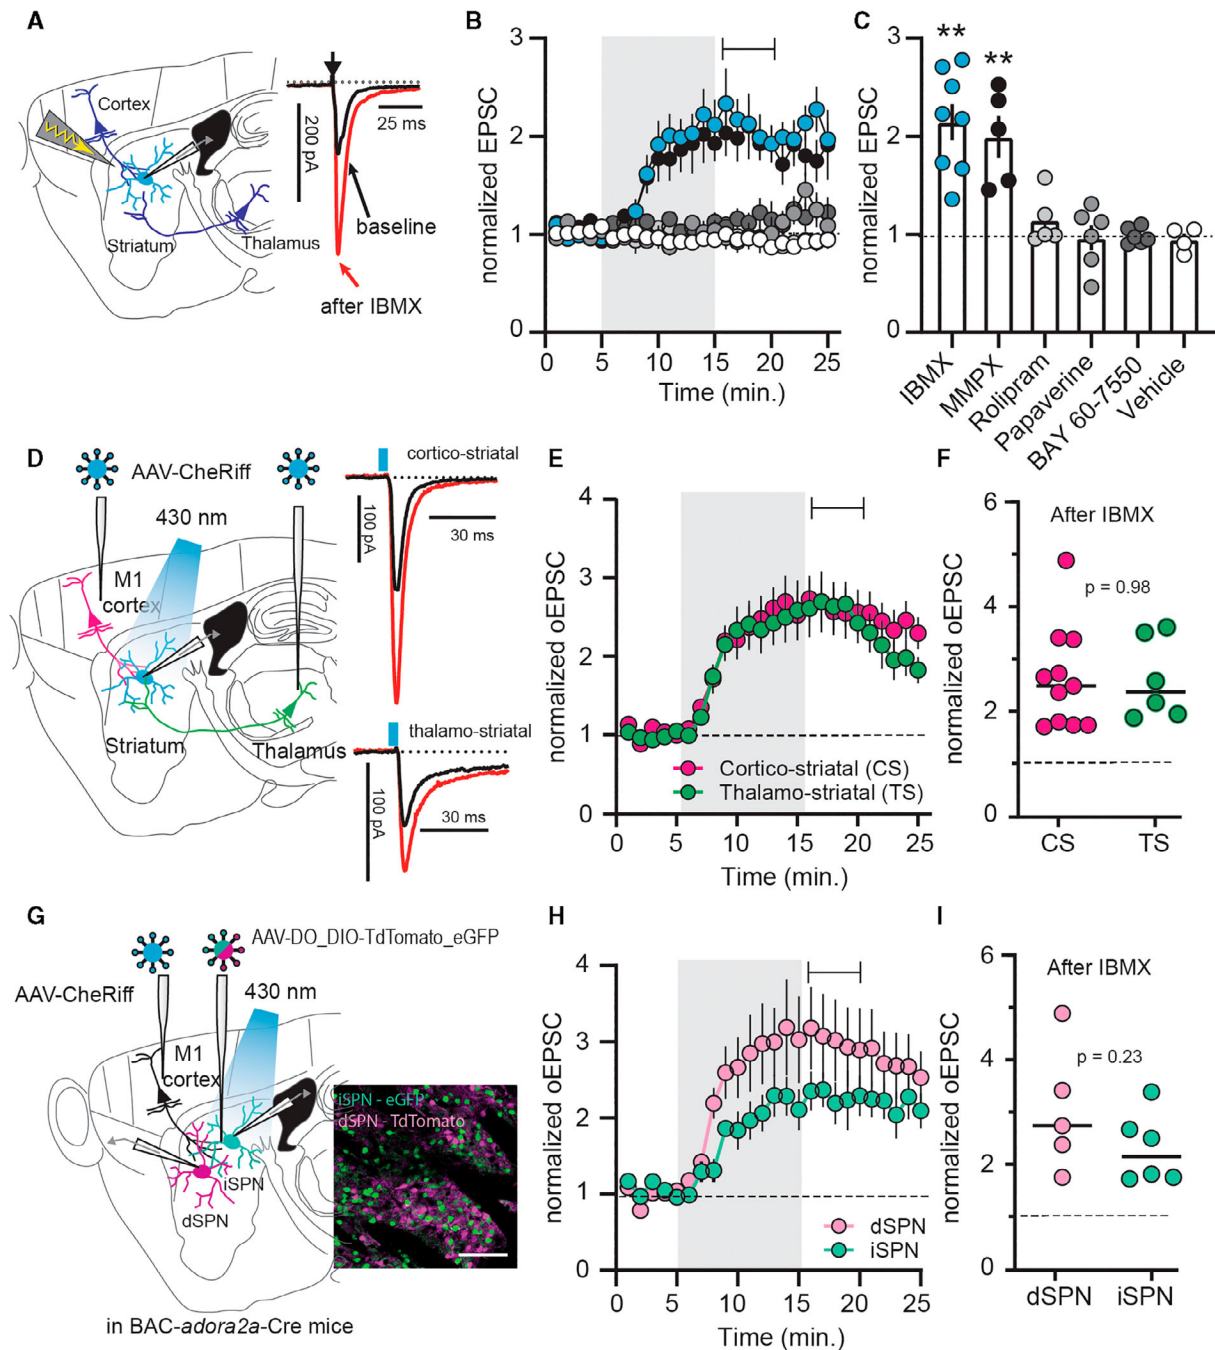 A
Cortex
Striatum
Thalamus
200 pA
25 ms
baseline
after IBMX
B
normalized EPSC
3
2
1
0
0 5 10 15 20 25
Time (min.)
C
normalized EPSC
3
2
1
0
** **
IBMX
MMPX
Rolipram
Papaverine
BAY 60-7550
Vehicle
D
AAV-CheRiff
430 nm
M1
cortex
Striatum
Thalamus
cortico-striatal
100 pA
30 ms
thalamo-striatal
100 pA
30 ms
E
normalized oEPSC
4
3
2
1
0
Cortico-striatal (CS)
Thalamo-striatal (TS)
0 5 10 15 20 25
Time (min.)
F
normalized oEPSC
6
4
2
0
After IBMX
p = 0.98
CS TS
G
AAV-DO_DIO-TdTomato_eGFP
AAV-CheRiff
430 nm
M1
cortex
iSPN
dSPN
iSPN - eGFP
dSPN - TdTomato
in BAC-adora2a-Cre mice
H
normalized oEPSC
4
3
2
1
0
dSPN
iSPN
0 5 10 15 20 25
Time (min.)
I
normalized oEPSC
6
4
2
0
After IBMX
p = 0.23
dSPN iSPN